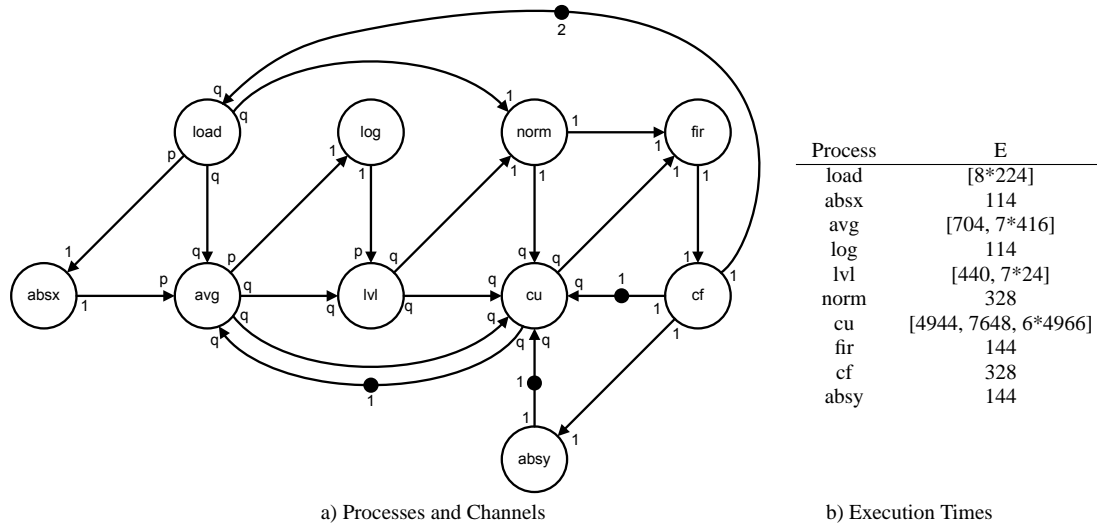 2
q
q 1
load log norm 1 fir
p 1 1
q 1 1 1 1 1
Process E
load [8*224]
absx 114
avg [704, 7*416]
log 114
lvl [440, 7*24]
norm 328
cu [4944, 7648, 6*4966]
fir 144
cf 328
absy 144
1 q p p q q q 1
p q q 1 1
absx avg lvl cu cf
1 q q q q 1
q q 1
q q q
1 1
1 1
absy
a) Processes and Channels
b) Execution Times